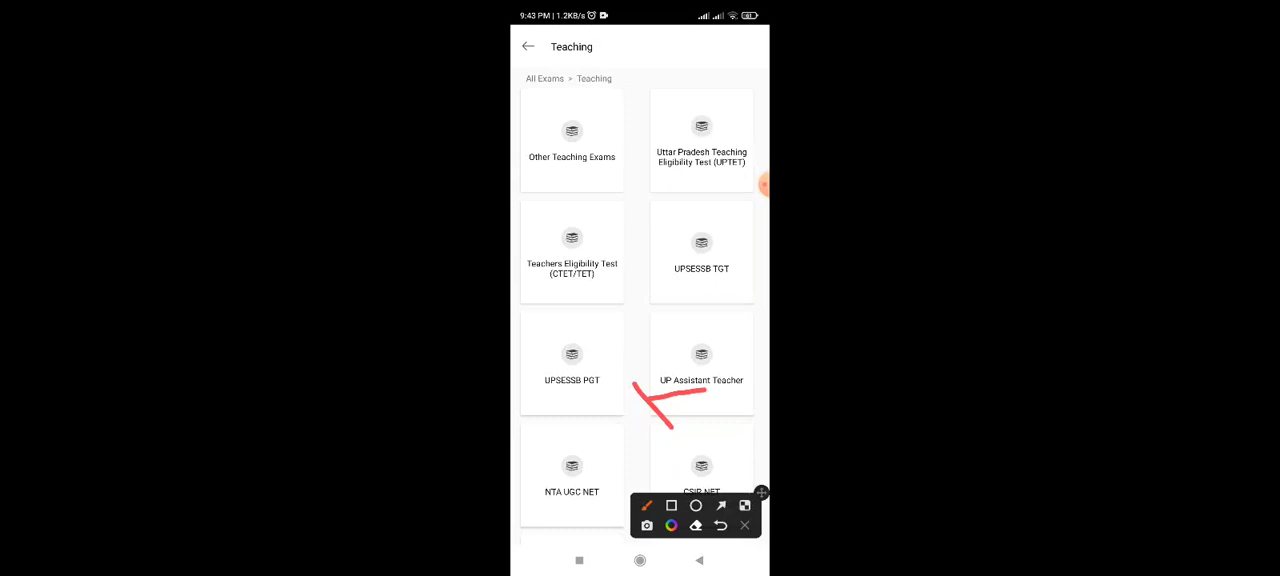 9:43 PM | 1.2KB/s
61
Teaching
All Exams > Teaching
Other Teaching Exams
Uttar Pradesh Teaching
Eligibility Test (UPTET)
Teachers Eligibility Test
(CTET/TET)
UPSESSB TGT
UPSESSB PGT
UP Assistant Teacher
NTA UGC NET
CSIR NET